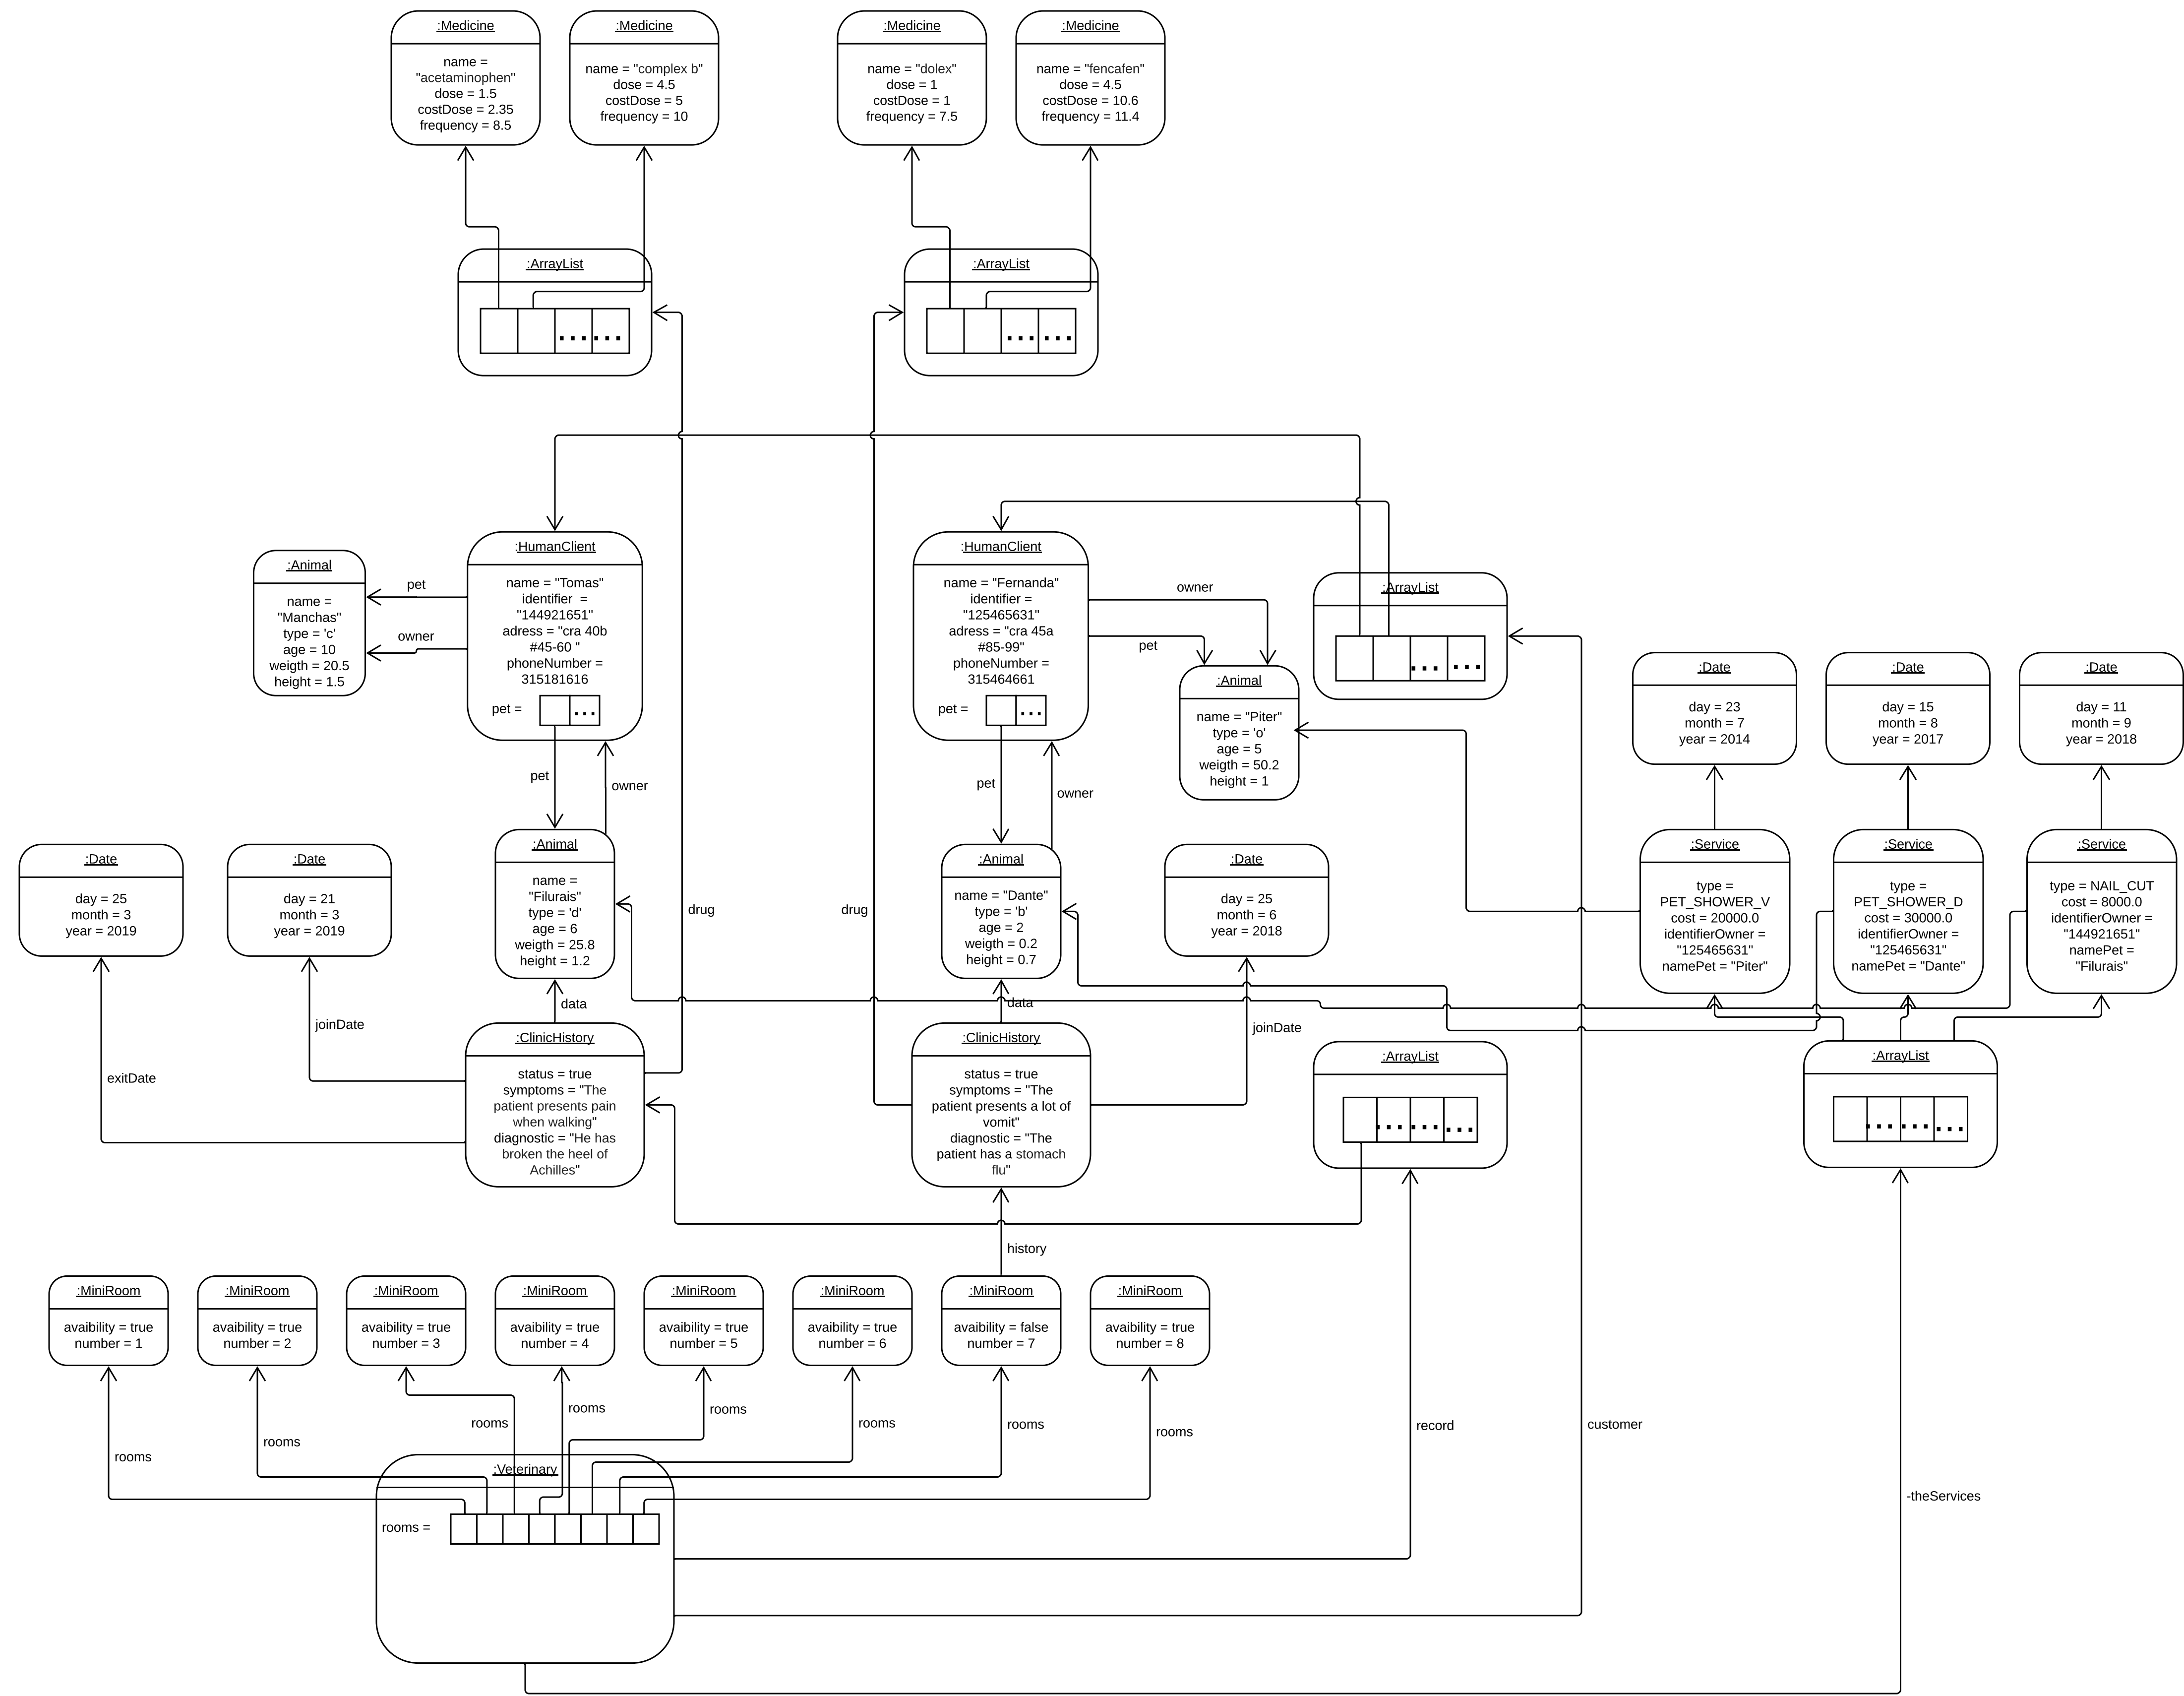 :Medicine
name =
"acetaminophen"
dose = 1.5
costDose = 2.35
frequency = 8.5
:Medicine
name = "complex b"
dose = 4.5
costDose = 5
frequency = 10
:Medicine
name = "dolex"
dose = 1
costDose = 1
frequency = 7.5
:Medicine
name = "fencafen"
dose = 4.5
costDose = 10.6
frequency = 11.4
:ArrayList
... ...
:ArrayList
... ...
:Animal
name =
"Manchas"
type = 'c'
age = 10
weigth = 20.5
height = 1.5
pet
owner
:HumanClient
name = "Tomas"
identifier =
"144921651"
adress = "cra 40b
#45-60 "
phoneNumber =
315181616
pet =
...
:HumanClient
name = "Fernanda"
identifier =
"125465631"
adress = "cra 45a
#85-99"
phoneNumber =
315464661
pet =
...
owner
pet
:Animal
name = "Piter"
type = 'o'
age = 5
weigth = 50.2
height = 1
:ArrayList
... ...
:Date
day = 23
month = 7
year = 2014
:Date
day = 15
month = 8
year = 2017
:Date
day = 11
month = 9
year = 2018
pet
owner
pet
owner
:Date
day = 25
month = 3
year = 2019
:Date
day = 21
month = 3
year = 2019
:Animal
name =
"Filurais"
type = 'd'
age = 6
weigth = 25.8
height = 1.2
drug
drug
:Animal
name = "Dante"
type = 'b'
age = 2
weigth = 0.2
height = 0.7
:Date
day = 25
month = 6
year = 2018
:Service
type =
PET_SHOWER_V
cost = 20000.0
identifierOwner =
"125465631"
namePet = "Piter"
:Service
type =
PET_SHOWER_D
cost = 30000.0
identifierOwner =
"125465631"
namePet = "Dante"
:Service
type = NAIL_CUT
cost = 8000.0
identifierOwner =
"144921651"
namePet =
"Filurais"
data
data
joinDate
joinDate
exitDate
:ClinicHistory
status = true
symptoms = "The
patient presents pain
when walking"
diagnostic = "He has
broken the heel of
Achilles"
:ClinicHistory
status = true
symptoms = "The
patient presents a lot of
vomit"
diagnostic = "The
patient has a stomach
flu"
:ArrayList
... ... ...
:ArrayList
... ... ...
history
:MiniRoom
avaibility = true
number = 1
:MiniRoom
avaibility = true
number = 2
:MiniRoom
avaibility = true
number = 3
:MiniRoom
avaibility = true
number = 4
:MiniRoom
avaibility = true
number = 5
:MiniRoom
avaibility = true
number = 6
:MiniRoom
avaibility = false
number = 7
:MiniRoom
avaibility = true
number = 8
rooms
rooms
rooms
rooms
rooms
rooms
rooms
rooms
record
customer
:Veterinary
rooms =
-theServices